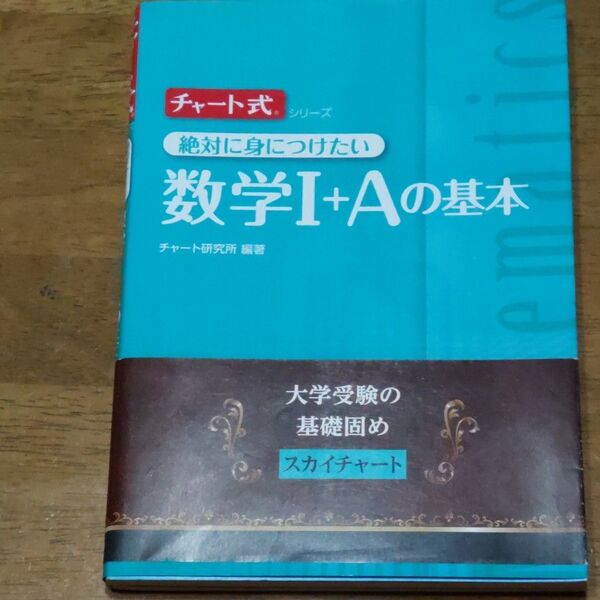 チャート式® シリーズ
絶対に身につけたい
数学I+Aの基本
チャート研究所 編著
ematics
大学受験の
基礎固め
スカイチャート